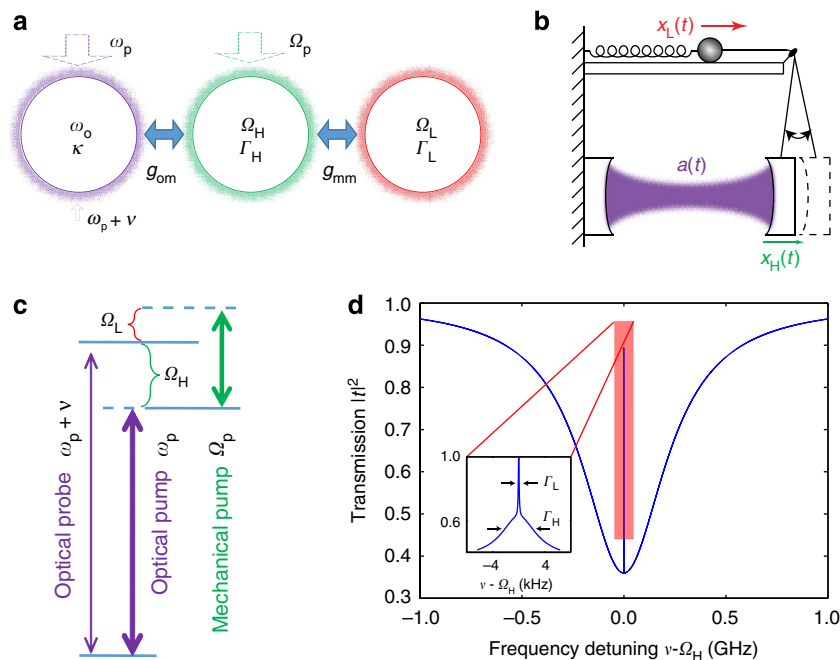 a
ω_p
Ω_p
ω_o
κ
Ω_H
Γ_H
Ω_L
Γ_L
g_om
g_mm
ω_p + ν
b
x_L(t)
a(t)
x_H(t)
c
Ω_L
Ω_H
Optical probe ω_p + ν
Optical pump ω_p
Mechanical pump Ω_p
d
1.0
0.9
0.8
0.7
0.6
0.5
0.4
0.3
Transmission |t|²
−1.0
−0.5
0.0
0.5
1.0
Frequency detuning ν-Ω_H (GHz)
1.0
0.6
Γ_L
Γ_H
−4
4
ν - Ω_H (kHz)